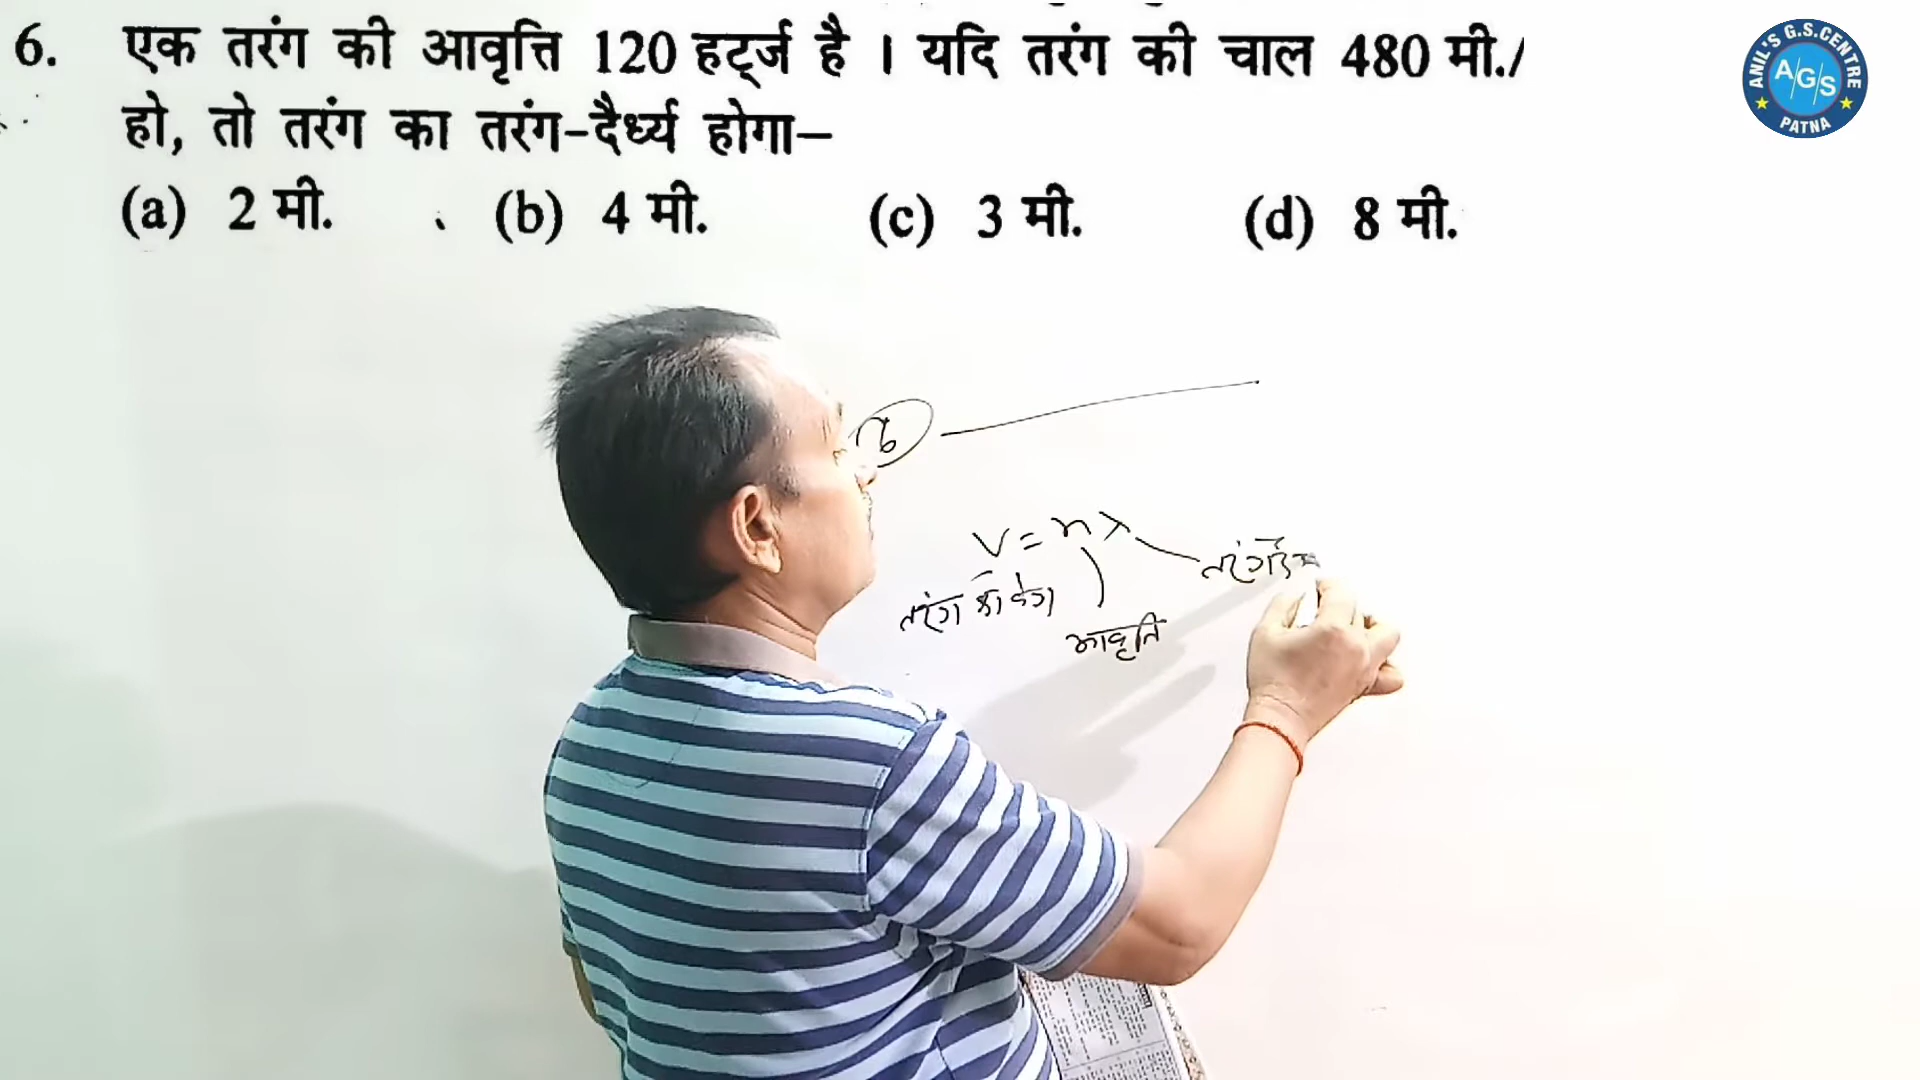 6. एक तरंग की आवृत्ति 120 हर्ट्ज है । यदि तरंग की चाल 480 मी./
हो, तो तरंग का तरंग-दैर्ध्य होगा–
(a) 2 मी. (b) 4 मी. (c) 3 मी. (d) 8 मी.
ANIL'S G.S.CENTRE
A/G/S
PATNA
V = nλ
तरंग का वेग
आवृत्ति